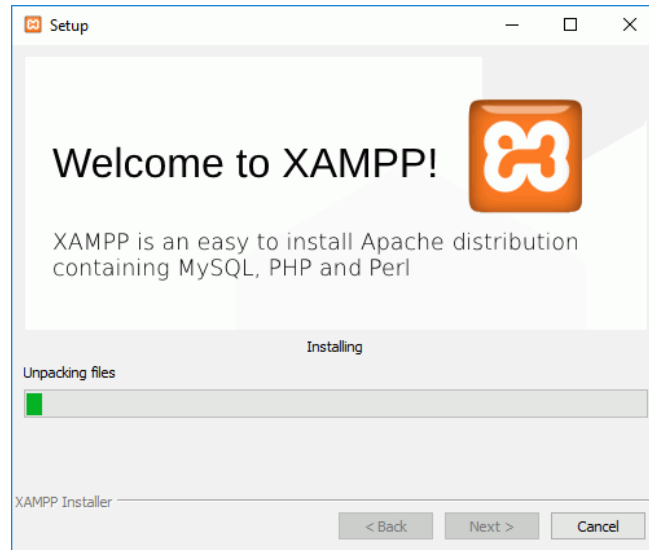 Setup
Welcome to XAMPP!
XAMPP is an easy to install Apache distribution
containing MySQL, PHP and Perl
Installing
Unpacking files
XAMPP Installer
< Back
Next >
Cancel